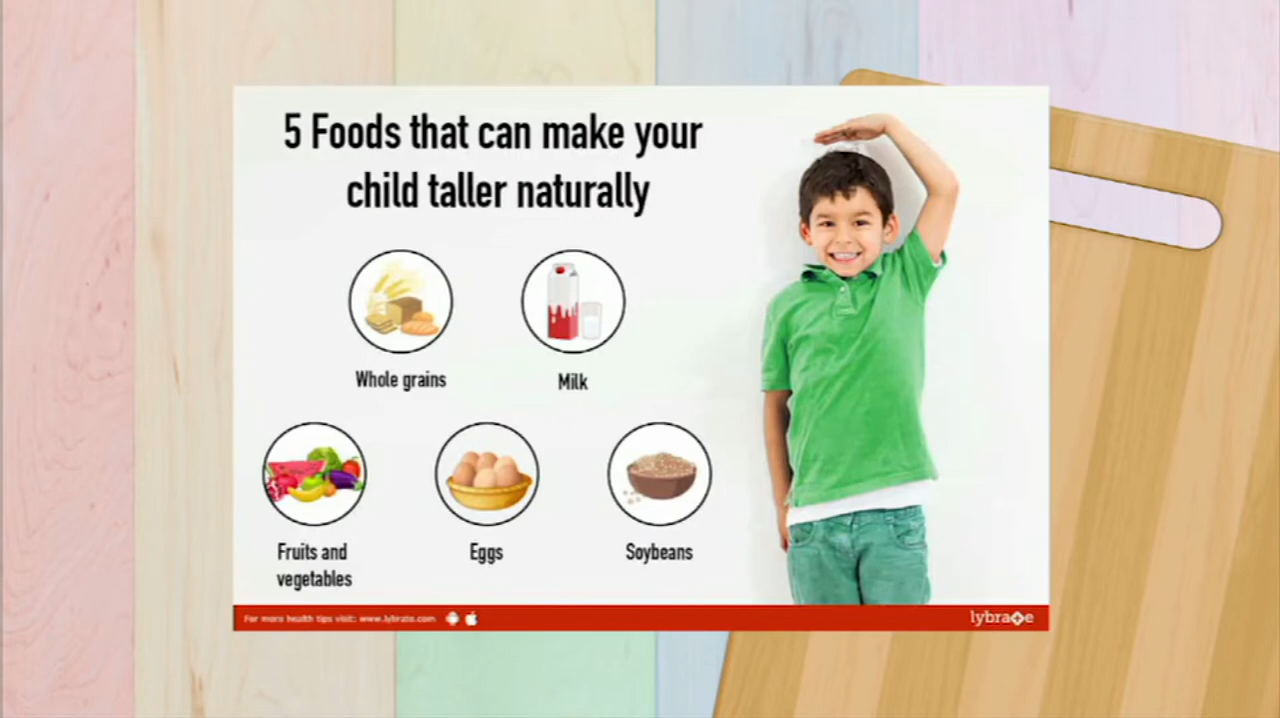 5 Foods that can make your
child taller naturally
Whole grains
Milk
Fruits and
vegetables
Eggs
Soybeans
For more health tips visit: www.lybrate.com
lybrate